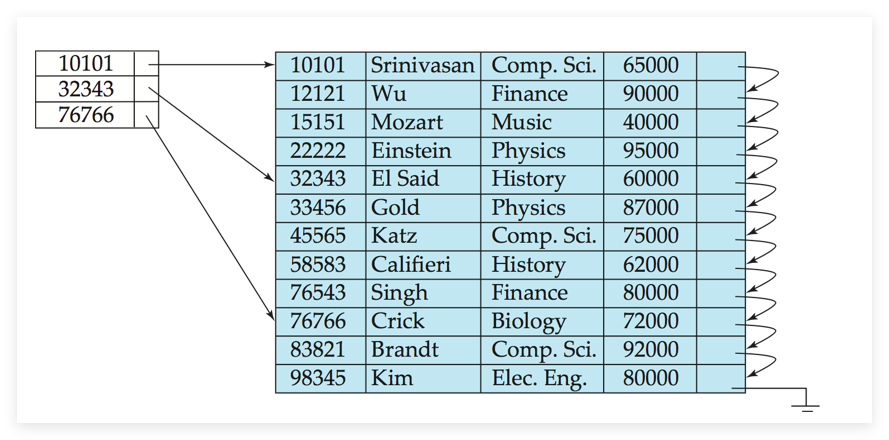 10101
32343
76766
10101 Srinivasan Comp. Sci. 65000
12121 Wu Finance 90000
15151 Mozart Music 40000
22222 Einstein Physics 95000
32343 El Said History 60000
33456 Gold Physics 87000
45565 Katz Comp. Sci. 75000
58583 Califieri History 62000
76543 Singh Finance 80000
76766 Crick Biology 72000
83821 Brandt Comp. Sci. 92000
98345 Kim Elec. Eng. 80000